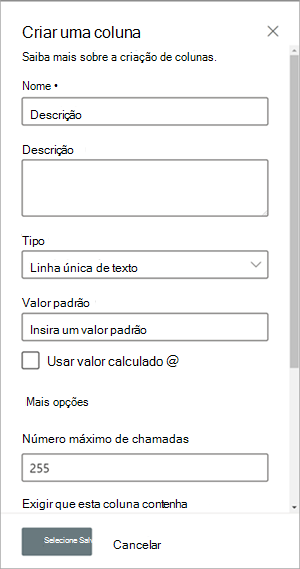 Criar uma coluna
Saiba mais sobre a criação de colunas.
Nome •
Descrição
Descrição
Tipo
Linha única de texto
Valor padrão
Insira um valor padrão
Usar valor calculado @
Mais opções
Número máximo de chamadas
255
Exigir que esta coluna contenha
Selecione Salv
Cancelar